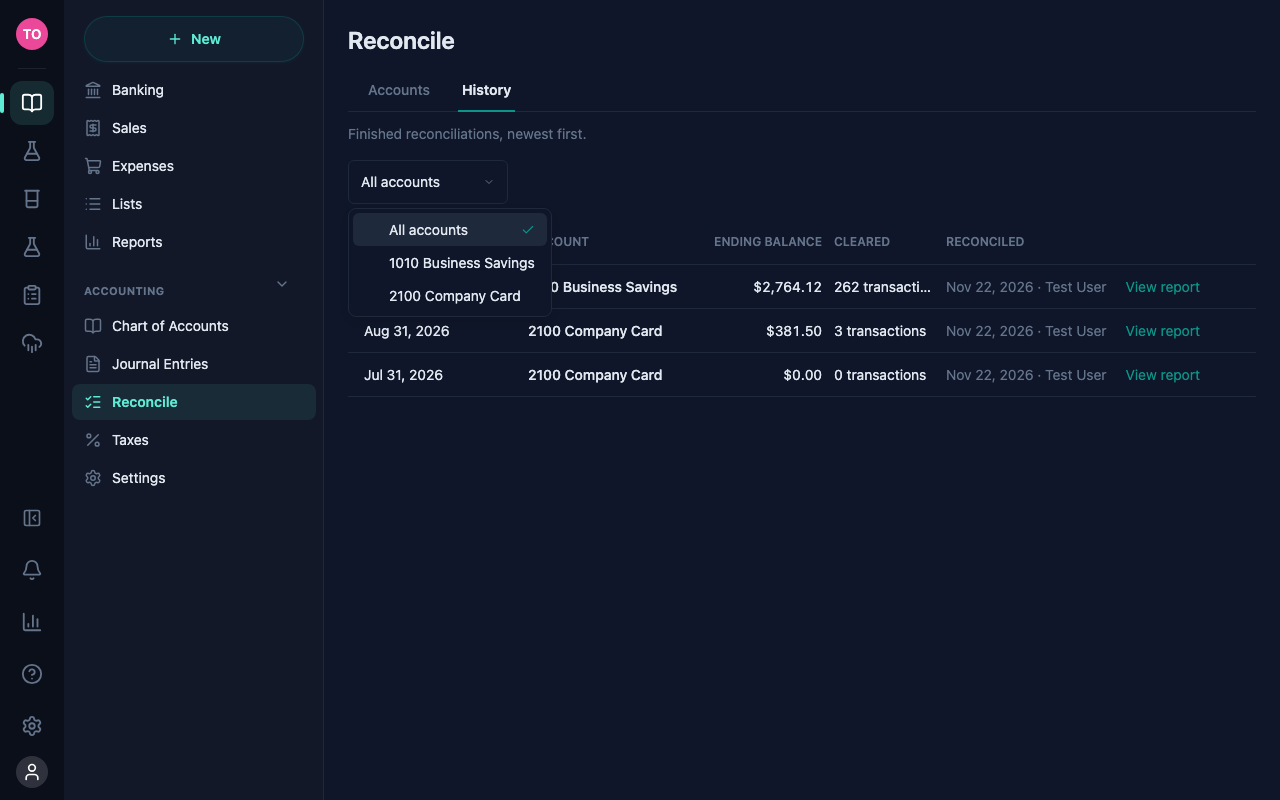 TO
New
Banking
Sales
Expenses
Lists
Reports
ACCOUNTING
Chart of Accounts
Journal Entries
Reconcile
Taxes
Settings
Reconcile
Accounts
History
Finished reconciliations, newest first.
All accounts
All accounts
1010 Business Savings
2100 Company Card
OUNT ENDING BALANCE CLEARED RECONCILED
0 Business Savings $2,764.12 262 transacti... Nov 22, 2026 · Test User View report
Aug 31, 2026 2100 Company Card $381.50 3 transactions Nov 22, 2026 · Test User View report
Jul 31, 2026 2100 Company Card $0.00 0 transactions Nov 22, 2026 · Test User View report